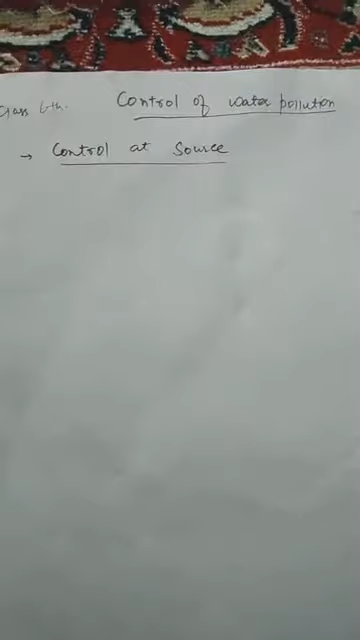 Class 6th. Control of water pollution
→ Control at Source